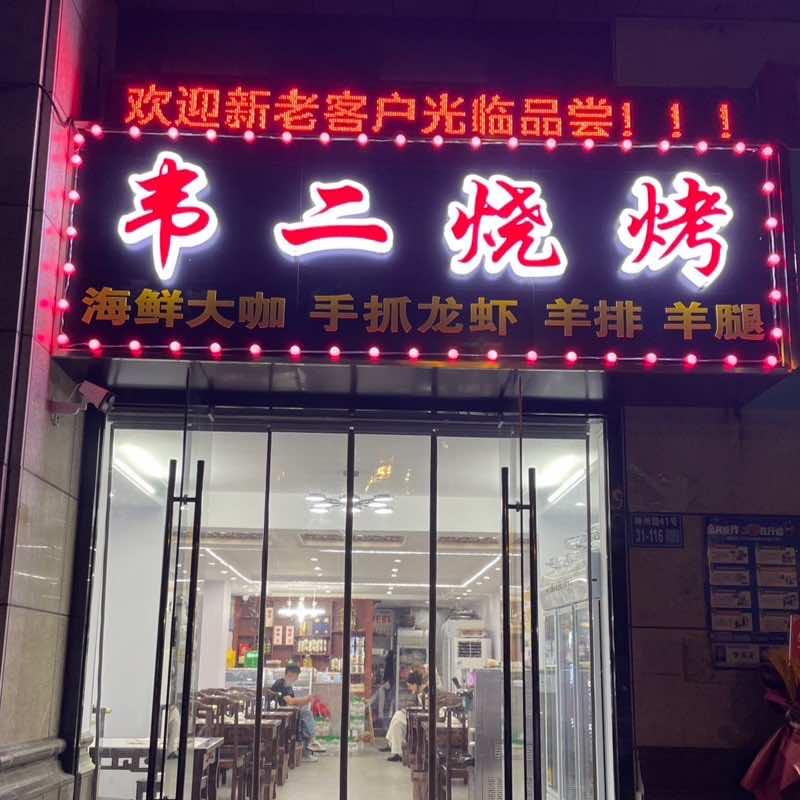 欢迎新老客户光临品尝！！！
韦二烧烤
海鲜大咖 手抓龙虾 羊排 羊腿
31-116